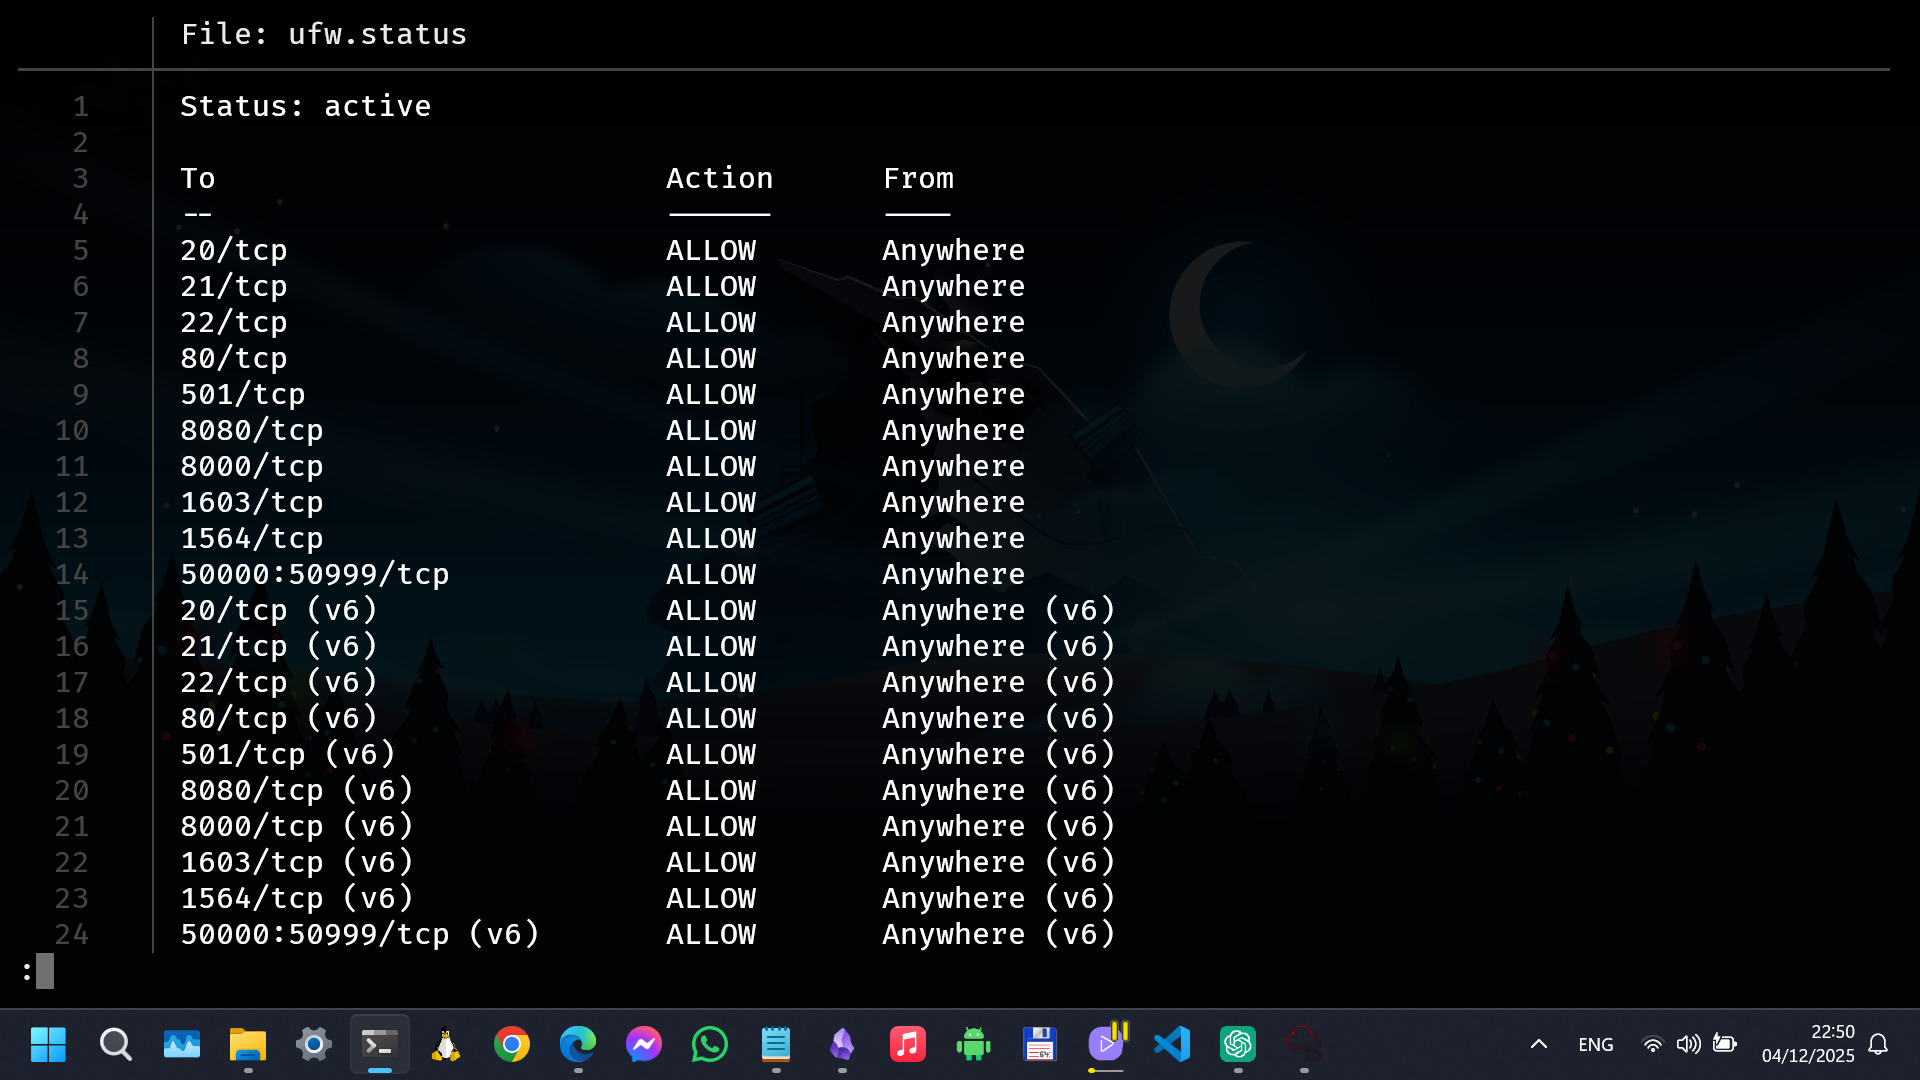 File: ufw.status
1 Status: active
2
3 To Action From
4 -- ------ ----
5 20/tcp ALLOW Anywhere
6 21/tcp ALLOW Anywhere
7 22/tcp ALLOW Anywhere
8 80/tcp ALLOW Anywhere
9 501/tcp ALLOW Anywhere
10 8080/tcp ALLOW Anywhere
11 8000/tcp ALLOW Anywhere
12 1603/tcp ALLOW Anywhere
13 1564/tcp ALLOW Anywhere
14 50000:50999/tcp ALLOW Anywhere
15 20/tcp (v6) ALLOW Anywhere (v6)
16 21/tcp (v6) ALLOW Anywhere (v6)
17 22/tcp (v6) ALLOW Anywhere (v6)
18 80/tcp (v6) ALLOW Anywhere (v6)
19 501/tcp (v6) ALLOW Anywhere (v6)
20 8080/tcp (v6) ALLOW Anywhere (v6)
21 8000/tcp (v6) ALLOW Anywhere (v6)
22 1603/tcp (v6) ALLOW Anywhere (v6)
23 1564/tcp (v6) ALLOW Anywhere (v6)
24 50000:50999/tcp (v6) ALLOW Anywhere (v6)
:
64
ENG
22:50
04/12/2025